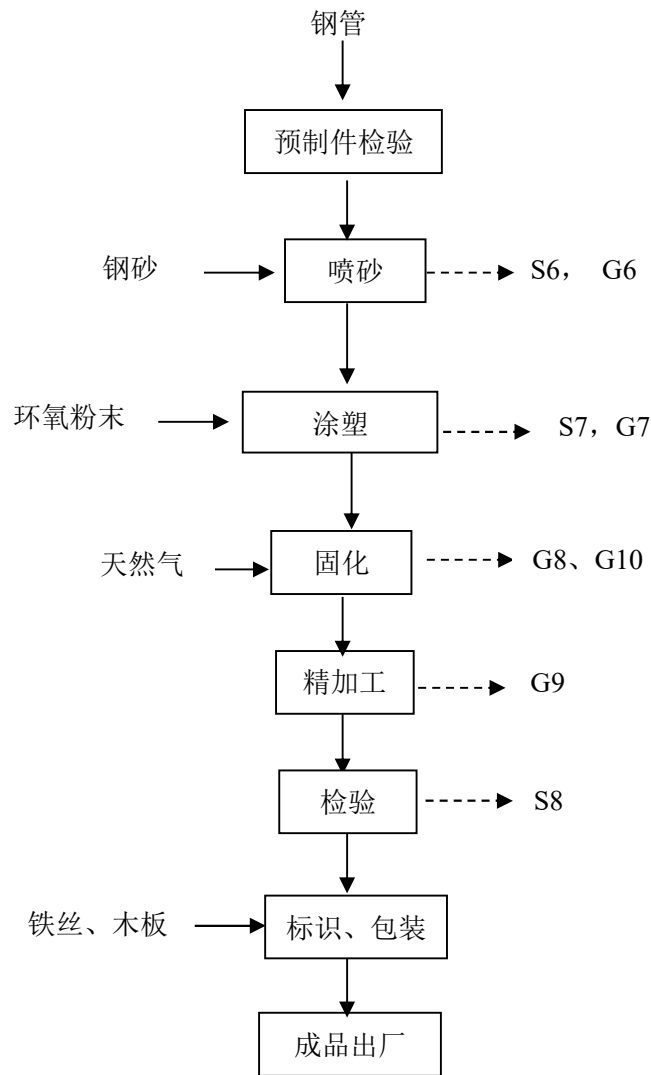 钢管
预制件检验
钢砂
喷砂
S6， G6
环氧粉末
涂塑
S7，G7
天然气
固化
G8、G10
精加工
G9
检验
S8
铁丝、木板
标识、包装
成品出厂